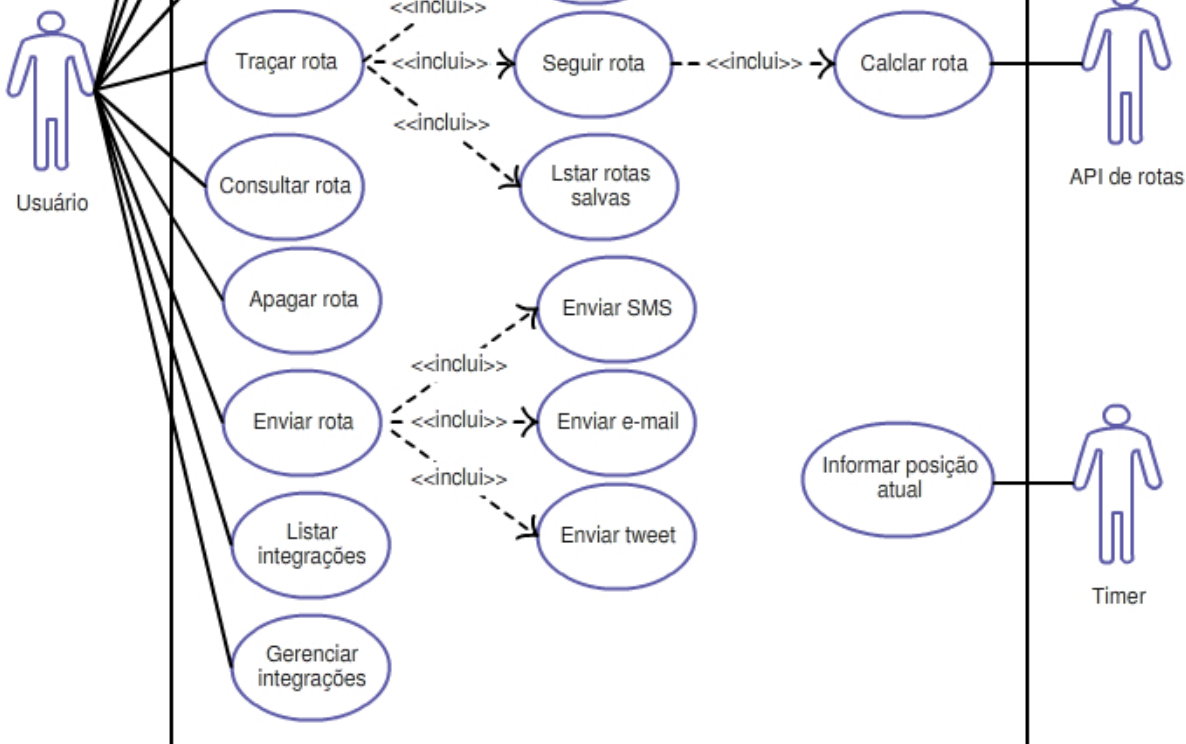 <<inclui>>
Traçar rota
<<inclui>>
Seguir rota
<<inclui>>
Calclar rota
<<inclui>>
Usuário
Consultar rota
Lstar rotas
salvas
API de rotas
Apagar rota
Enviar SMS
<<inclui>>
Enviar rota
<<inclui>>
Enviar e-mail
<<inclui>>
Informar posição
atual
Listar
integrações
Enviar tweet
Timer
Gerenciar
integrações